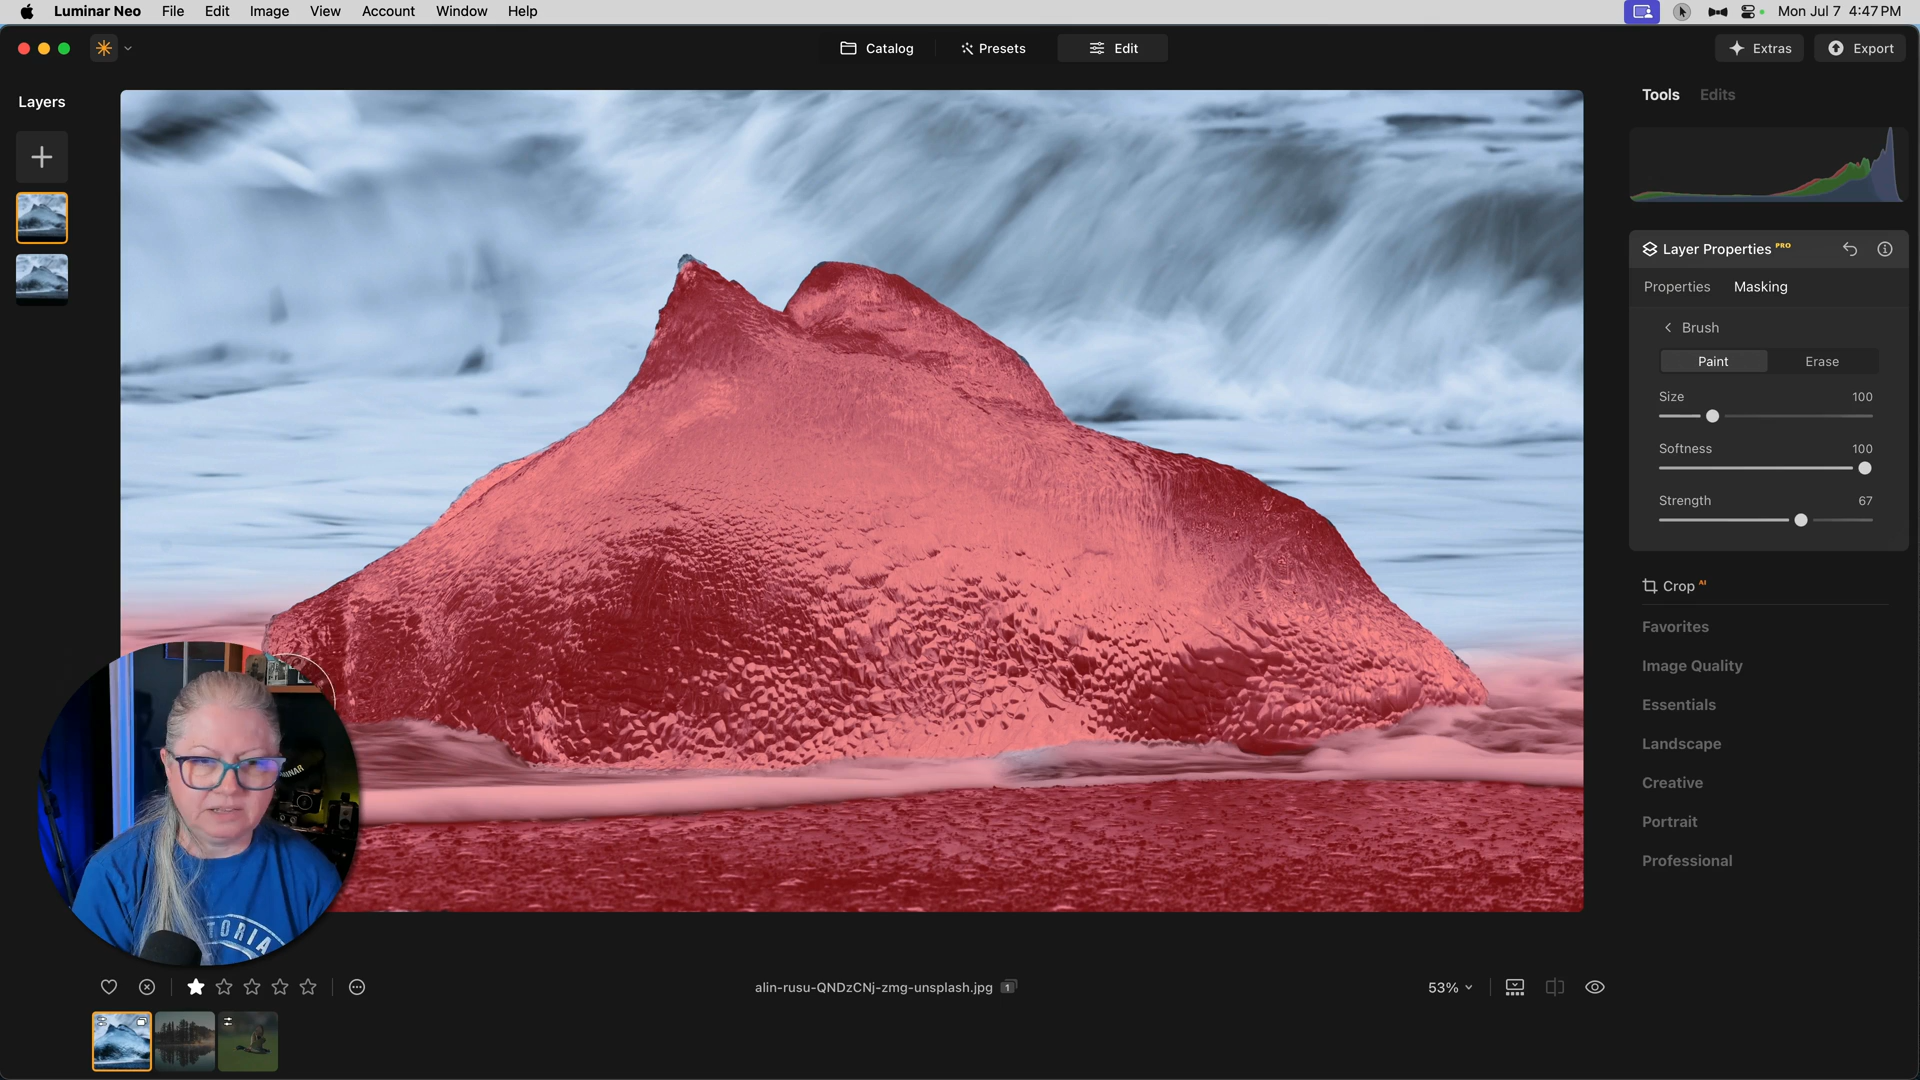 Luminar Neo File Edit Image View Account Window Help
Mon Jul 7 4:47 PM
Catalog Presets Edit
Extras Export
Layers
Tools Edits
Layer Properties PRO
Properties Masking
Brush
Paint Erase
Size 100
Softness 100
Strength 67
Crop AI
Favorites
Image Quality
Essentials
Landscape
Creative
Portrait
Professional
TORIA
alin-rusu-QNDzCNj-zmg-unsplash.jpg 1
53%